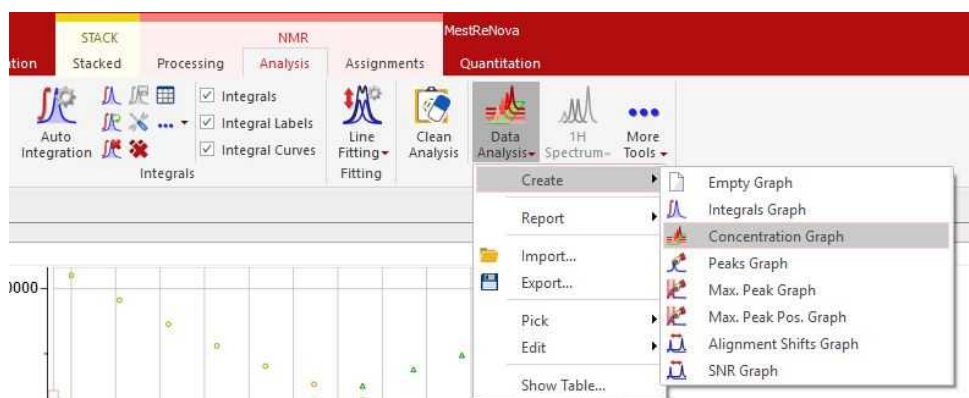 STACK NMR MestReNova
Stacked Processing Analysis Assignments Quantitation
Integrals
Integral Labels
Integral Curves
Auto Integration
Line Fitting
Clean Analysis
Data Analysis
1H Spectrum
More Tools
Integrals
Fitting
Create
Report
Import...
Export...
Pick
Edit
Show Table...
Empty Graph
Integrals Graph
Concentration Graph
Peaks Graph
Max. Peak Graph
Max. Peak Pos. Graph
Alignment Shifts Graph
SNR Graph